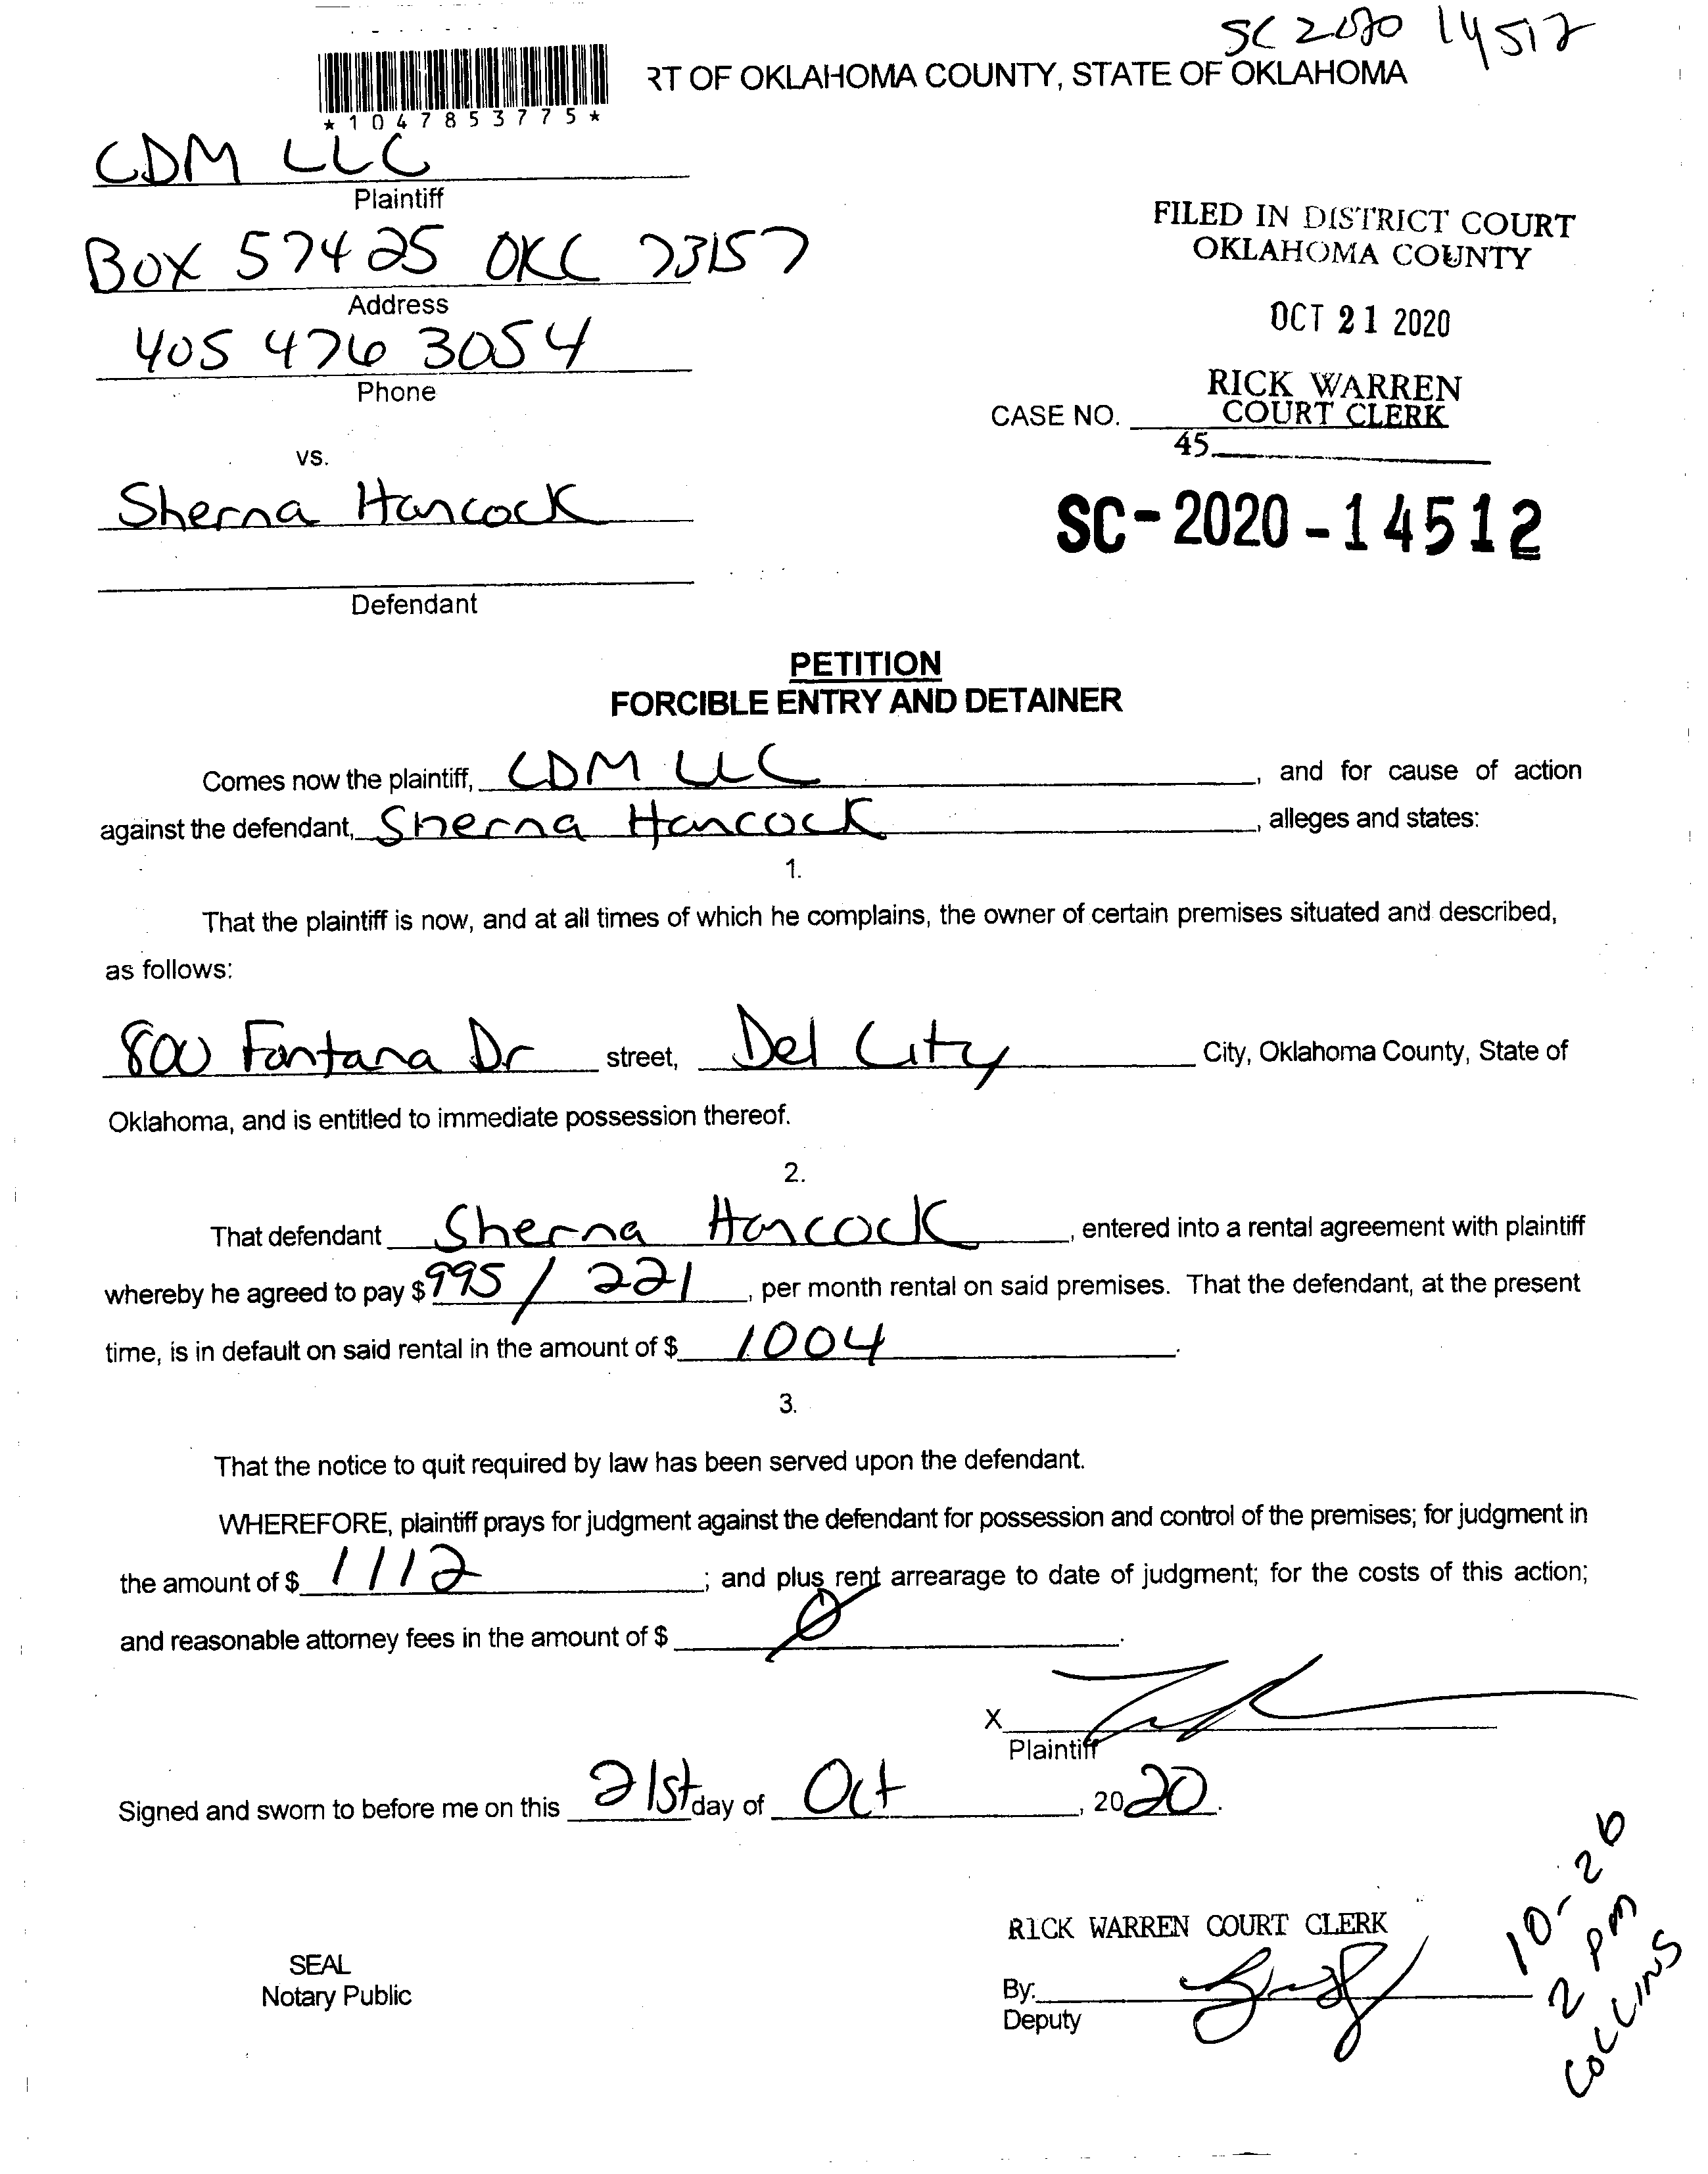 SC 2020 14512
RT OF OKLAHOMA COUNTY, STATE OF OKLAHOMA
*1047853775*
CDM LLC
Plaintiff
Box 57425 OKC 73157
Address
405 476 3054
Phone
vs.
Sherna Hancock
Defendant
FILED IN DISTRICT COURT
OKLAHOMA COUNTY
OCT 21 2020
RICK WARREN
CASE NO. COURT CLERK
45
SC-2020-14512
PETITION
FORCIBLE ENTRY AND DETAINER
Comes now the plaintiff, CDM LLC, and for cause of action
against the defendant, Sherna Hancock, alleges and states:
1.
That the plaintiff is now, and at all times of which he complains, the owner of certain premises situated and described,
as follows:
800 Fontana Dr street, Del City City, Oklahoma County, State of
Oklahoma, and is entitled to immediate possession thereof.
2.
That defendant Sherna Hancock, entered into a rental agreement with plaintiff
whereby he agreed to pay $995 / 221, per month rental on said premises. That the defendant, at the present
time, is in default on said rental in the amount of $ 1004.
3.
That the notice to quit required by law has been served upon the defendant.
WHEREFORE, plaintiff prays for judgment against the defendant for possession and control of the premises; for judgment in
the amount of $ 1112; and plus rent arrearage to date of judgment; for the costs of this action;
and reasonable attorney fees in the amount of $ Ø.
X
Plaintiff
Signed and sworn to before me on this 21st day of Oct, 2020.
RICK WARREN COURT CLERK
SEAL
Notary Public
By:
Deputy
10-26
2 pm
COLLINS